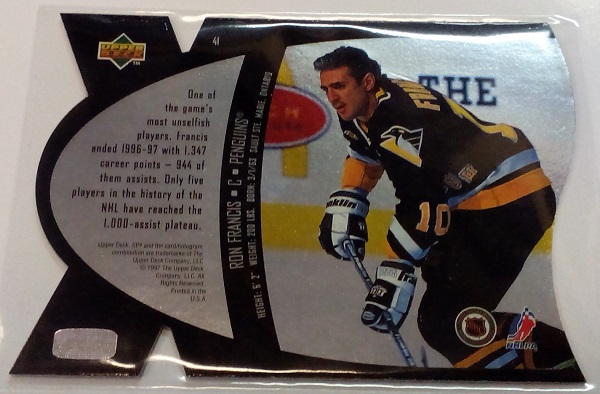 UPPER
DECK
TM
41
One of
the game's
most unselfish
players, Francis
ended 1996-97 with 1,347
career points — 944 of
them assists. Only five
players in the history of
the NHL have reached the
1,000-assist plateau.
Upper Deck, SPx and the card/hologram
combination are trademarks of The
Upper Deck Company, LLC.
© 1997 The Upper Deck
Company, LLC. All
Rights Reserved.
Printed in the
U.S.A.
RON FRANCIS ■ C ■ PENGUINS®
HEIGHT: 6' 2" WEIGHT: 200 LBS. BORN: 3/1/63 SAULT STE. MARIE, ONTARIO
THE
FRAN
10
Franklin
NHL
NHLPA